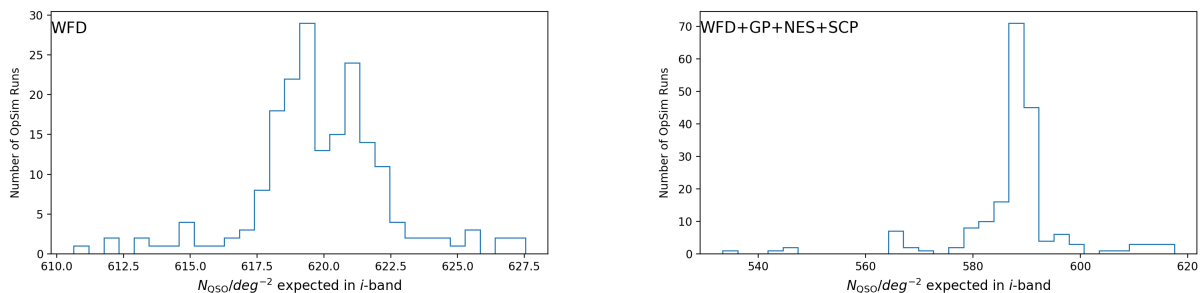 WFD
Number of OpSim Runs
30
25
20
15
10
5
0
610.0 612.5 615.0 617.5 620.0 622.5 625.0 627.5
N_QSO/deg⁻² expected in i-band
WFD+GP+NES+SCP
Number of OpSim Runs
70
60
50
40
30
20
10
0
540 560 580 600 620
N_QSO/deg⁻² expected in i-band